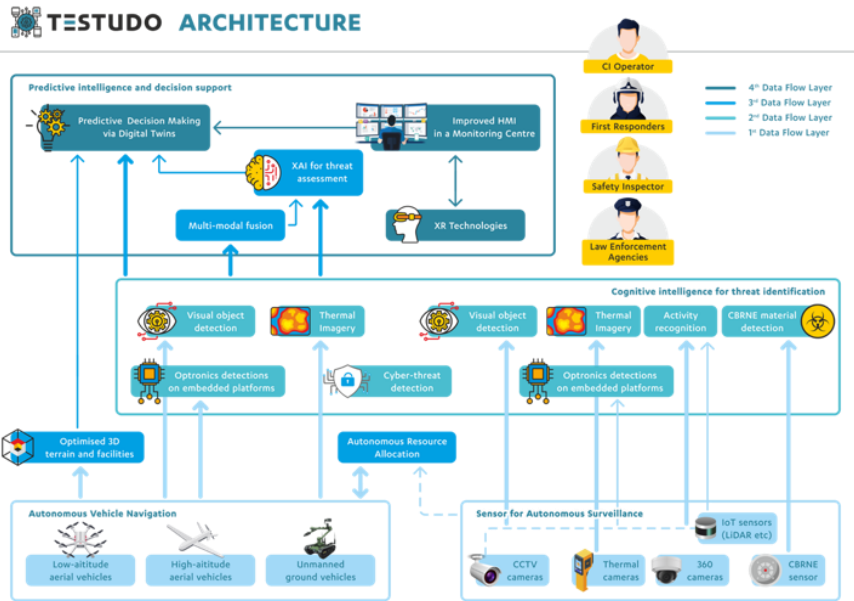 TESTUDO ARCHITECTURE
CI Operator
First Responders
Safety Inspector
Law Enforcement
Agencies
4th Data Flow Layer
3rd Data Flow Layer
2nd Data Flow Layer
1st Data Flow Layer
Predictive intelligence and decision support
Predictive Decision Making
via Digital Twins
Improved HMI
in a Monitoring Centre
XAI for threat
assessment
Multi-modal fusion
XR Technologies
Cognitive intelligence for threat identification
Visual object
detection
Thermal
Imagery
Visual object
detection
Thermal
Imagery
Activity
recognition
CBRNE material
detection
Optronics detections
on embedded platforms
Cyber-threat
detection
Optronics detections
on embedded platforms
Optimised 3D
terrain and facilities
Autonomous Resource
Allocation
Autonomous Vehicle Navigation
Low-aititude
aerial vehicles
High-aititude
aerial vehicles
Unmanned
ground vehicles
Sensor for Autonomous Surveillance
IoT sensors
(LiDAR etc)
CCTV
cameras
Thermal
cameras
360
cameras
CBRNE
sensor